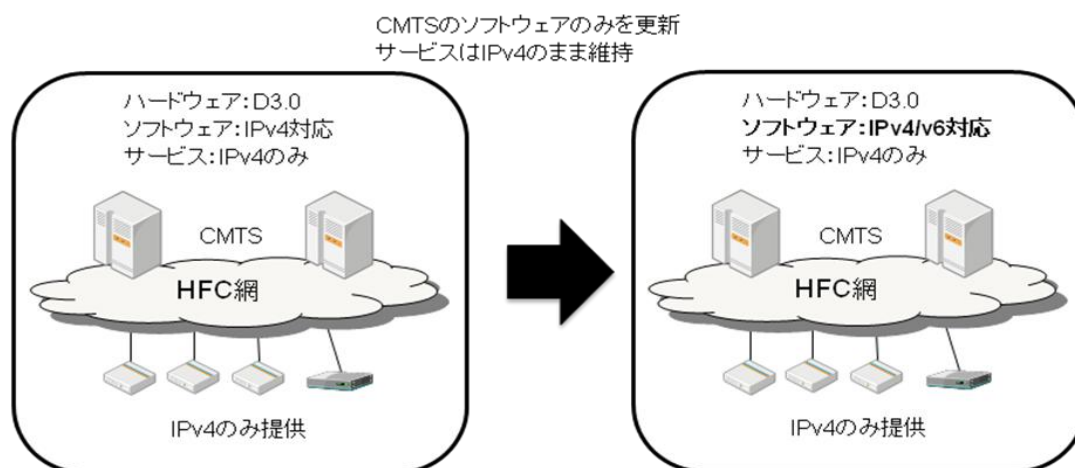 CMTSのソフトウェアのみを更新
サービスはIPv4のまま維持
ハードウェア:D3.0
ソフトウェア:IPv4対応
サービス:IPv4のみ
CMTS
HFC網
IPv4のみ提供
ハードウェア:D3.0
ソフトウェア:IPv4/v6対応
サービス:IPv4のみ
CMTS
HFC網
IPv4のみ提供